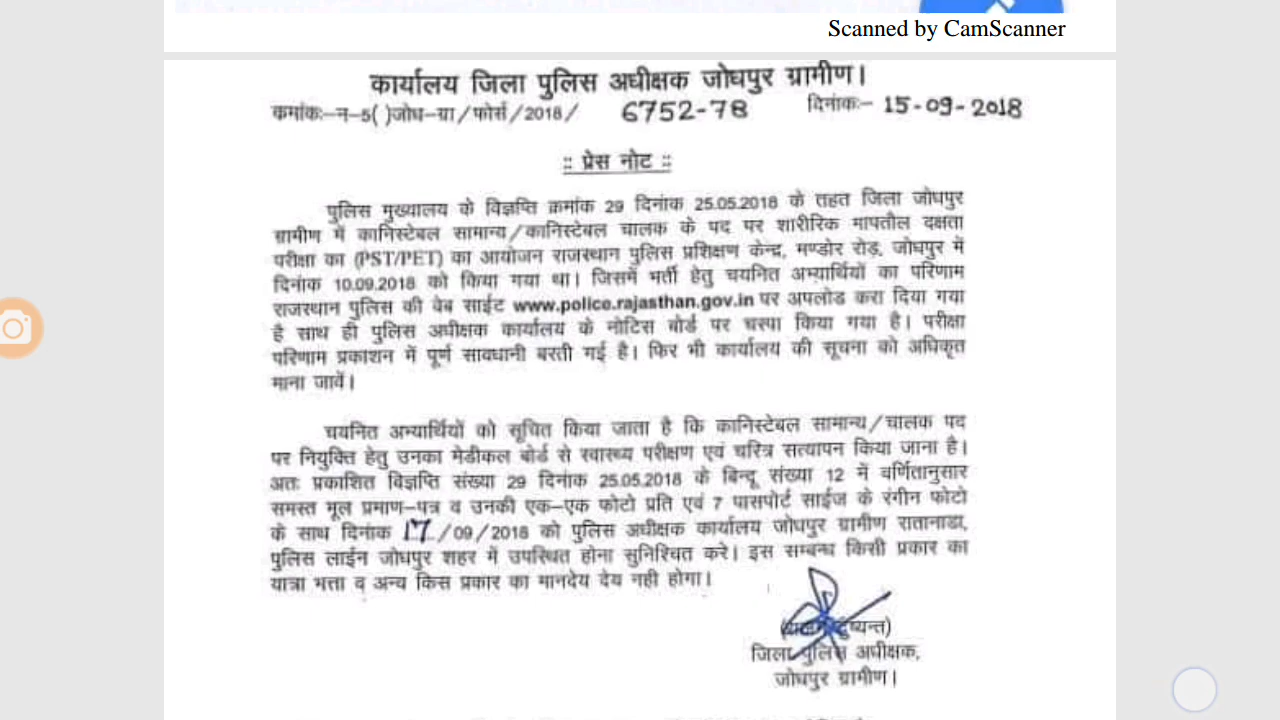 Scanned by CamScanner
कार्यालय जिला पुलिस अधीक्षक जोधपुर ग्रामीण।
कमांकः–न–5( )जोध–ग्रा/फोर्स/2018/ 6752-78 दिनांकः– 15-09-2018
:: प्रेस नोट ::
पुलिस मुख्यालय के विज्ञप्ति क्रमांक 29 दिनांक 25.05.2018 के तहत जिला जोधपुर
ग्रामीण में कानिस्टेबल सामान्य/कानिस्टेबल चालक के पद पर शारीरिक मापतौल दक्षता
परीक्षा का (PST/PET) का आयोजन राजस्थान पुलिस प्रशिक्षण केन्द्र, मण्डोर रोड़, जोधपुर में
दिनांक 10.09.2018 को किया गया था। जिसमें भर्ती हेतु चयनित अभ्यार्थियों का परिणाम
राजस्थान पुलिस की वेब साईट www.police.rajasthan.gov.in पर अपलोड करा दिया गया
है साथ ही पुलिस अधीक्षक कार्यालय के नोटिस बोर्ड पर चस्पा किया गया है। परीक्षा
परिणाम प्रकाशन में पूर्ण सावधानी बरती गई है। फिर भी कार्यालय की सूचना को अधिकृत
माना जावें।
चयनित अभ्यार्थियों को सूचित किया जाता है कि कानिस्टेबल सामान्य/चालक पद
पर नियुक्ति हेतु उनका मेडीकल बोर्ड से स्वास्थ्य परीक्षण एवं चरित्र सत्यापन किया जाना है।
अतः प्रकाशित विज्ञप्ति संख्या 29 दिनांक 25.05.2018 के बिन्दू संख्या 12 में वर्णितानुसार
समस्त मूल प्रमाण–पत्र व उनकी एक–एक फोटो प्रति एवं 7 पासपोर्ट साईज के रंगीन फोटो
के साथ दिनांक 17/09/2018 को पुलिस अधीक्षक कार्यालय जोधपुर ग्रामीण रातानाडा,
पुलिस लाईन जोधपुर शहर में उपस्थित होना सुनिश्चित करे। इस सम्बन्ध किसी प्रकार का
यात्रा भत्ता व अन्य किस प्रकार का मानदेय देय नही होगा।
दुष्यन्त)
जिला पुलिस अधीक्षक,
जोधपुर ग्रामीण।